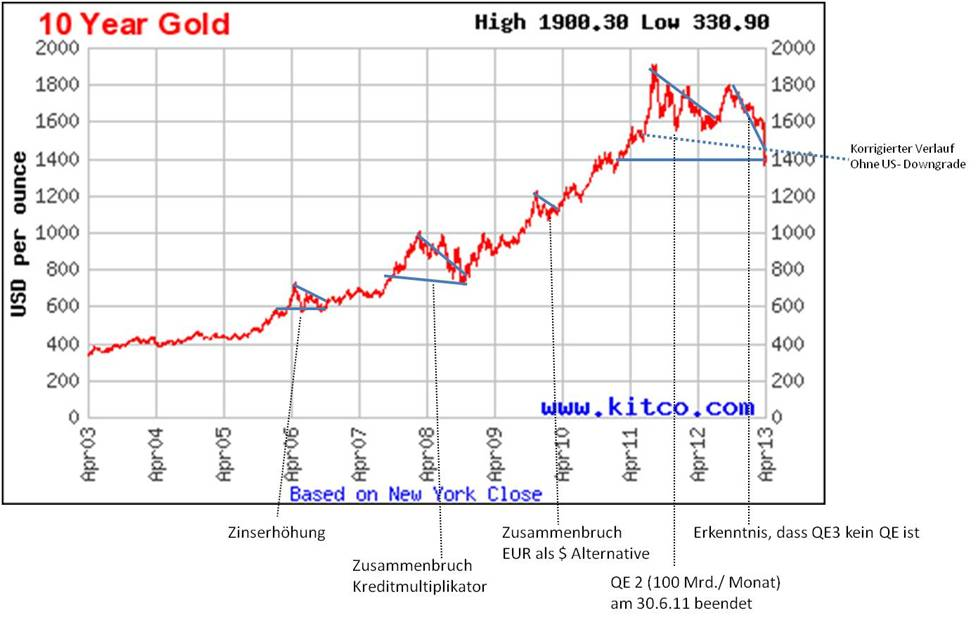 10 Year Gold
High 1900.30 Low 330.90
USD per ounce
2000
1800
1600
1400
1200
1000
800
600
400
200
0
2000
1800
1600
1400
1200
1000
800
600
400
200
0
Korrigierter Verlauf
Ohne US- Downgrade
www.kitco.com
Apr03
Apr04
Apr05
Apr06
Apr07
Apr08
Apr09
Apr10
Apr11
Apr12
Apr13
Based on New York Close
Zinserhöhung
Zusammenbruch
Kreditmultiplikator
Zusammenbruch
EUR als $ Alternative
QE 2 (100 Mrd./ Monat)
am 30.6.11 beendet
Erkenntnis, dass QE3 kein QE ist